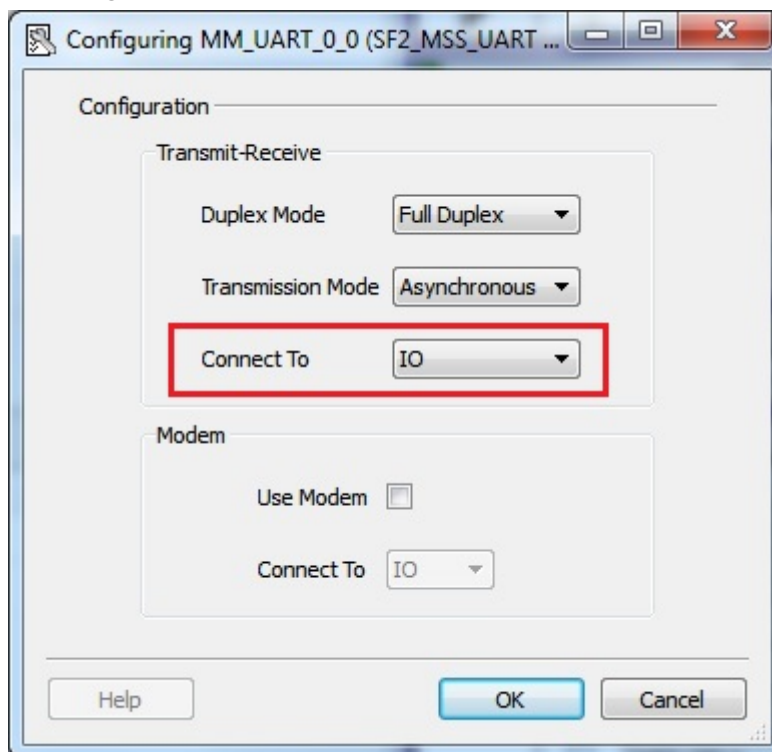 Configuring MM_UART_0_0 (SF2_MSS_UART ...
Configuration
Transmit-Receive
Duplex Mode Full Duplex
Transmission Mode Asynchronous
Connect To IO
Modem
Use Modem
Connect To IO
Help OK Cancel